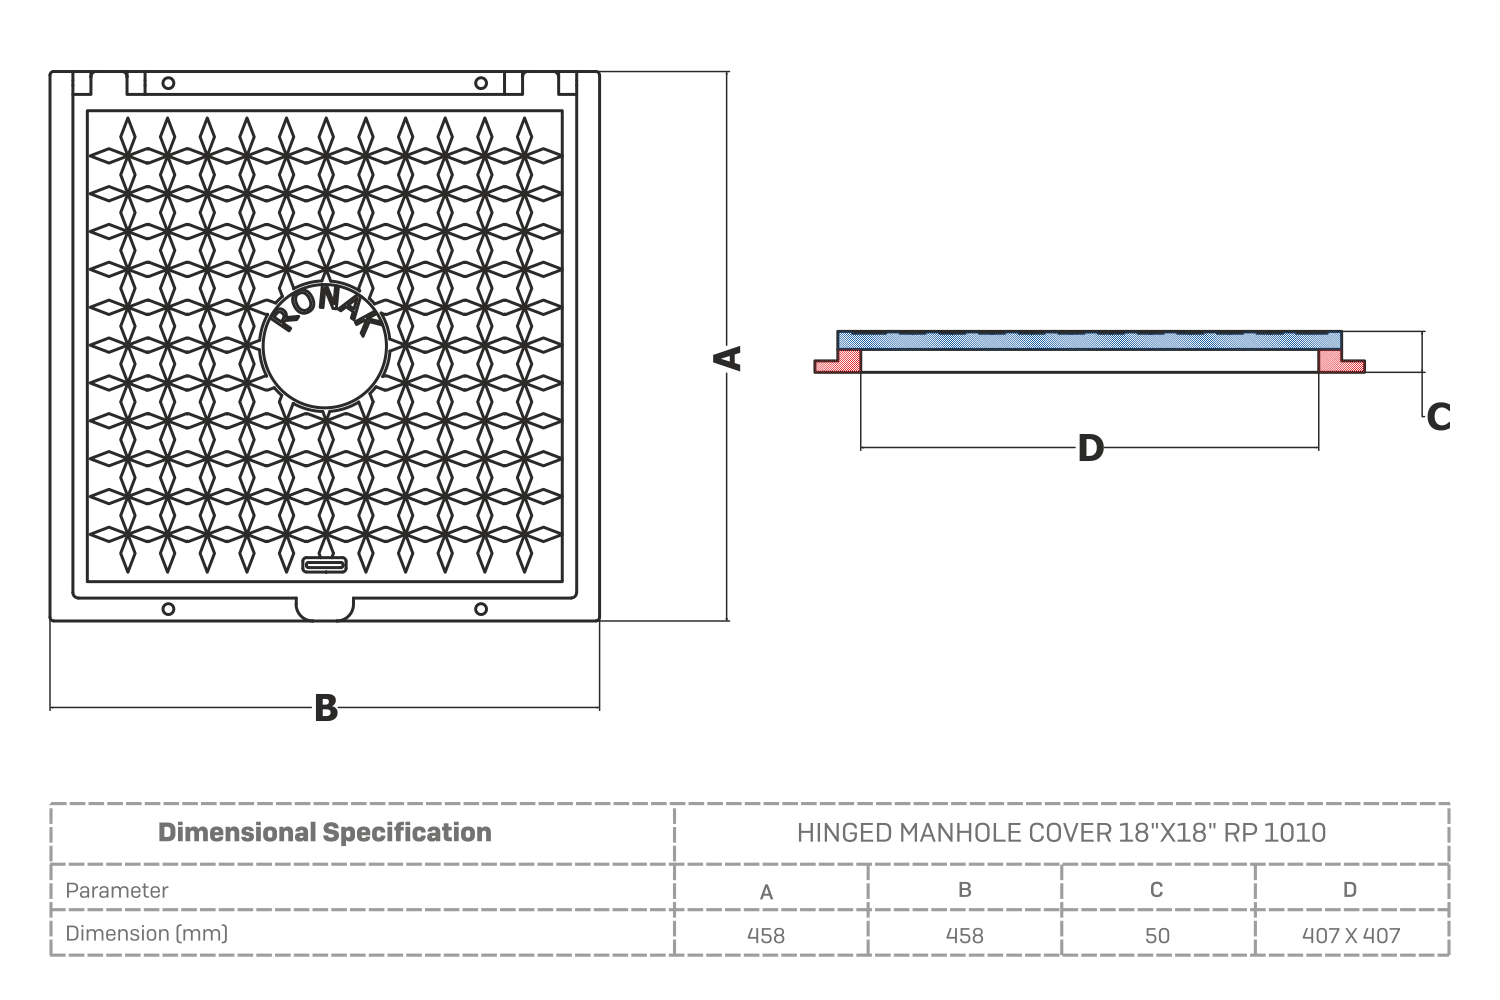 RONAK
A
B
C
D
Dimensional Specification
HINGED MANHOLE COVER 18"X18" RP 1010
Parameter A B C D
Dimension (mm) 458 458 50 407 X 407